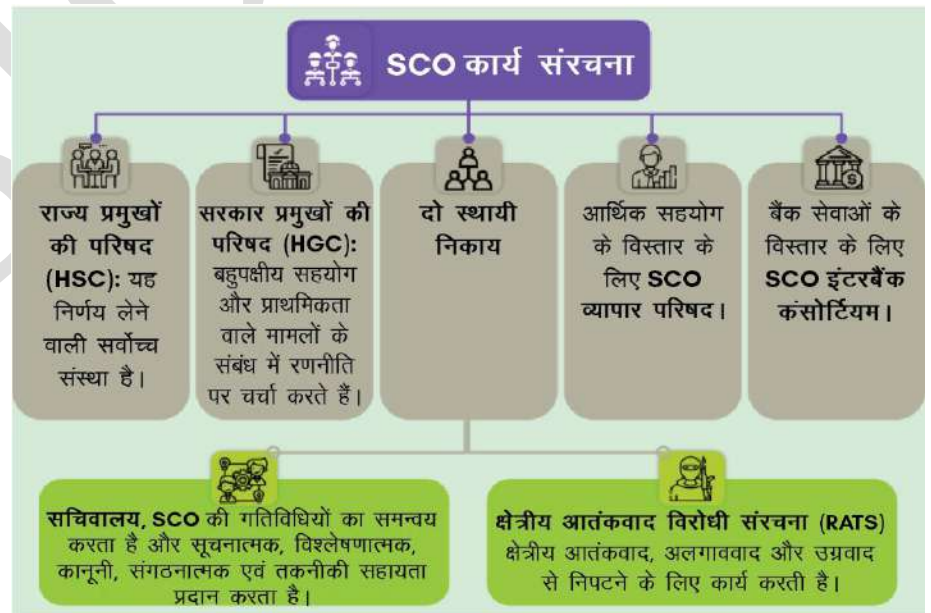 SCO कार्य संरचना
राज्य प्रमुखों
की परिषद
(HSC): यह
निर्णय लेने
वाली सर्वोच्च
संस्था है।
सरकार प्रमुखों की
परिषद (HGC):
बहुपक्षीय सहयोग
और प्राथमिकता
वाले मामलों के
संबंध में रणनीति
पर चर्चा करते हैं।
दो स्थायी
निकाय
आर्थिक सहयोग
के विस्तार के
लिए SCO
व्यापार परिषद।
बैंक सेवाओं के
विस्तार के लिए
SCO इंटरबैंक
कंसोर्टियम।
सचिवालय, SCO की गतिविधियों का समन्वय
करता है और सूचनात्मक, विश्लेषणात्मक,
कानूनी, संगठनात्मक एवं तकनीकी सहायता
प्रदान करता है।
क्षेत्रीय आतंकवाद विरोधी संरचना (RATS)
क्षेत्रीय आतंकवाद, अलगाववाद और उग्रवाद
से निपटने के लिए कार्य करती है।